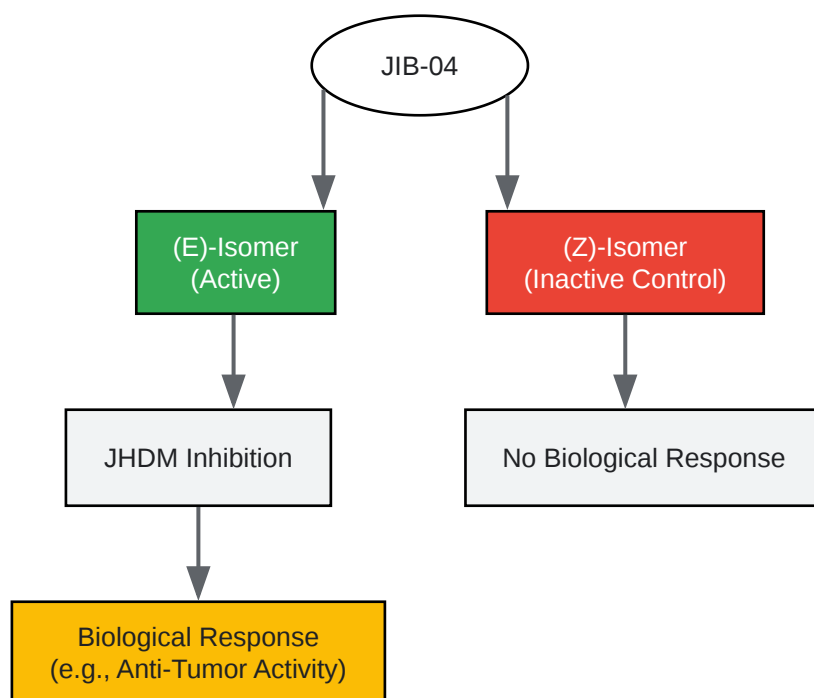 JIB-04
(E)-Isomer
(Active)
(Z)-Isomer
(Inactive Control)
JHDM Inhibition
No Biological Response
Biological Response
(e.g., Anti-Tumor Activity)